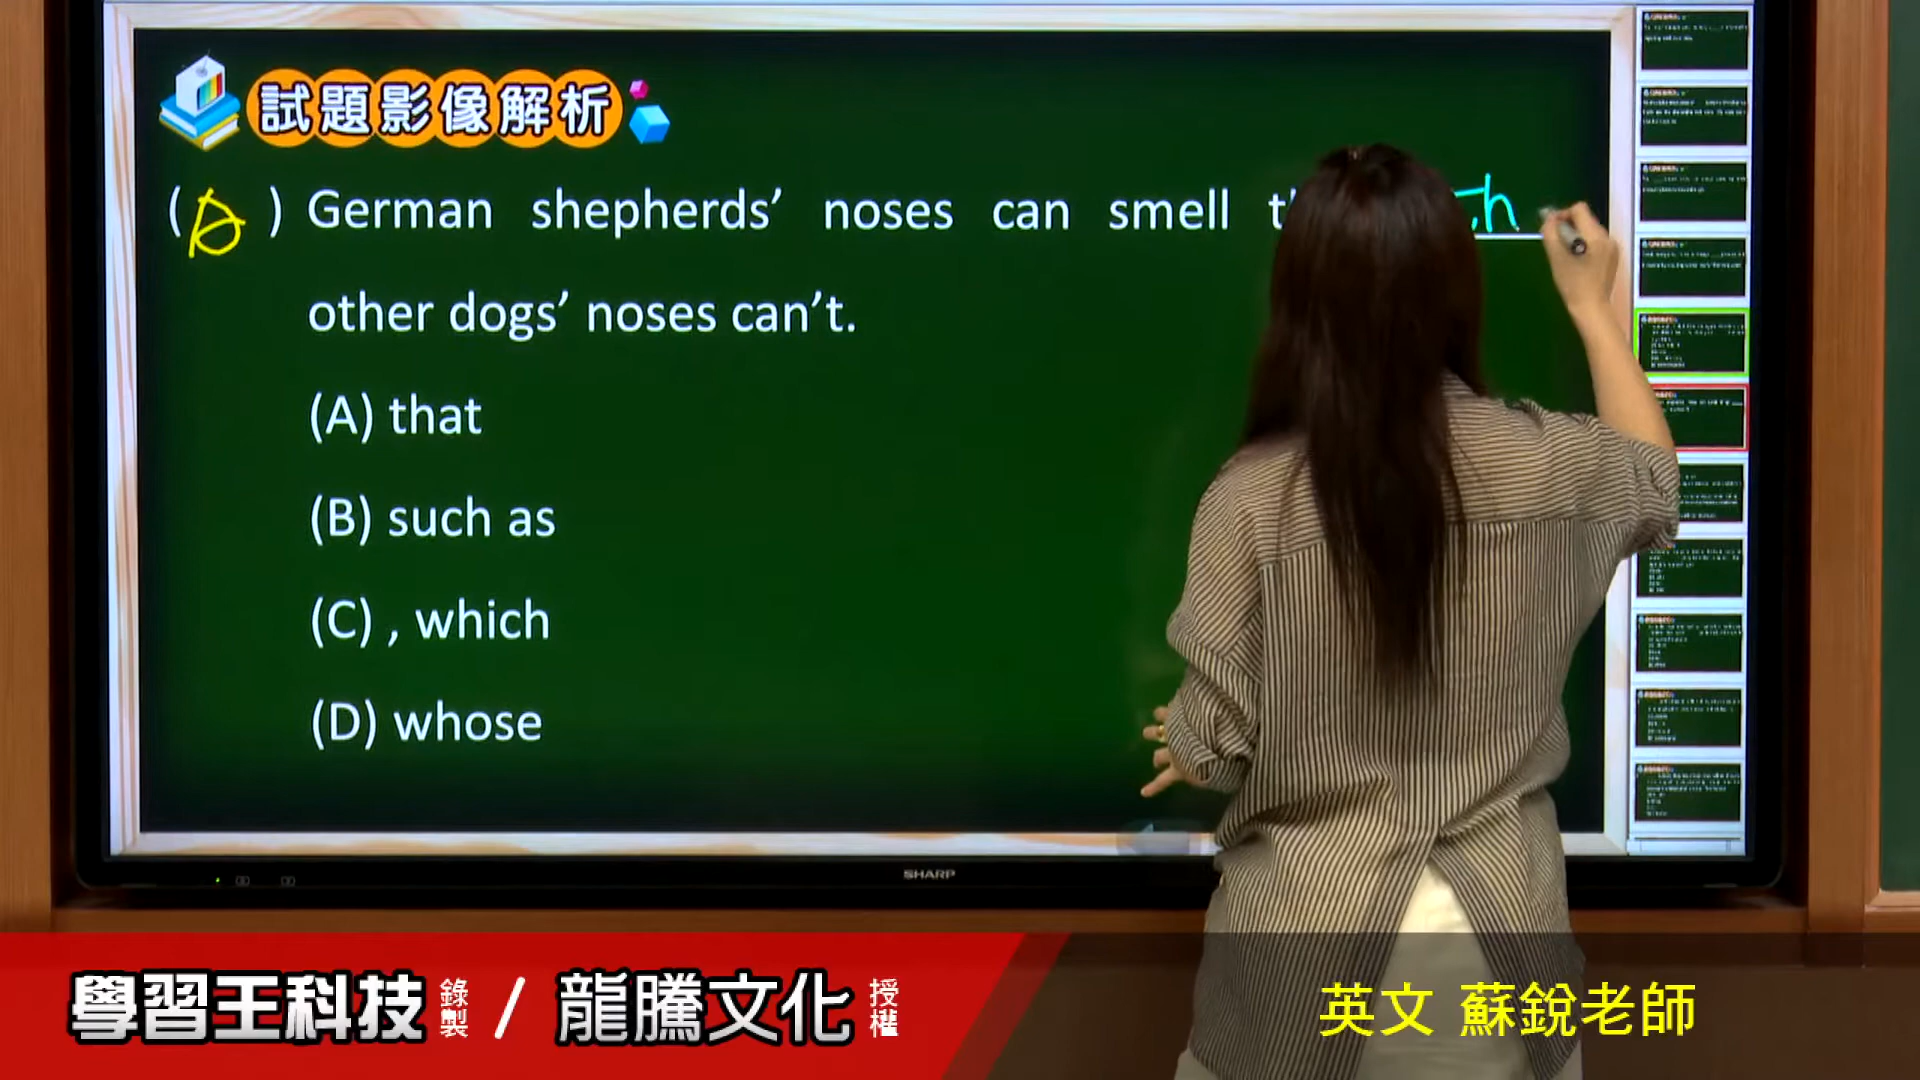 試題影像解析
( A ) German shepherds’ noses can smell
other dogs’ noses can’t.
(A) that
(B) such as
(C) , which
(D) whose
SHARP
學習王科技 錄製 / 龍騰文化 授權
英文 蘇銳老師